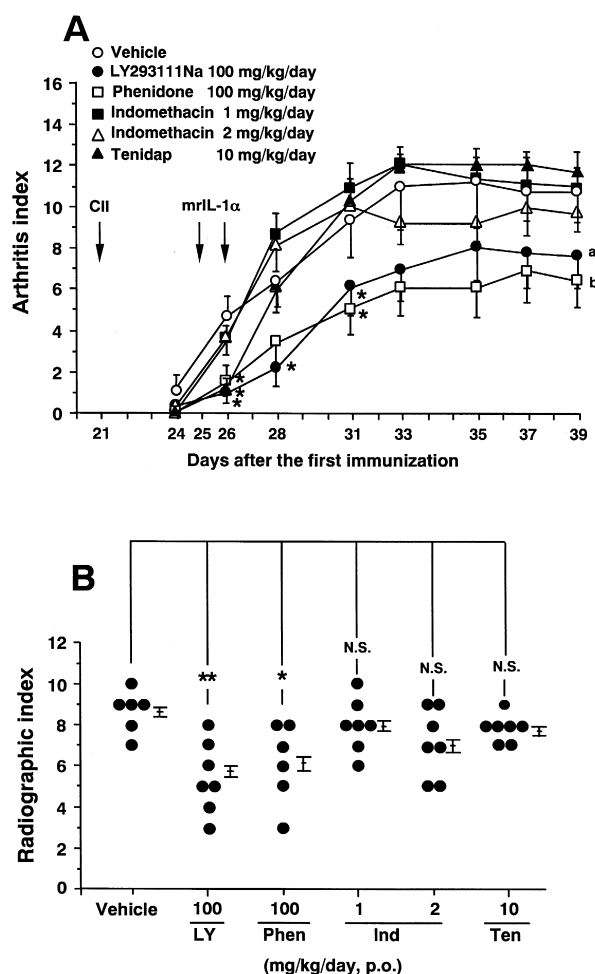 A
Vehicle
LY293111Na 100 mg/kg/day
Phenidone 100 mg/kg/day
Indomethacin 1 mg/kg/day
Indomethacin 2 mg/kg/day
Tenidap 10 mg/kg/day
Arthritis index
16
14
12
10
8
6
4
2
0
CII
mrIL-1α
*
*
*
*
*
*
a
b
21 24 25 26 28 31 33 35 37 39
Days after the first immunization
B
Radiographic index
12
10
8
6
4
2
0
**
*
N.S.
N.S.
N.S.
Vehicle 100 100 1 2 10
LY Phen Ind Ten
(mg/kg/day, p.o.)